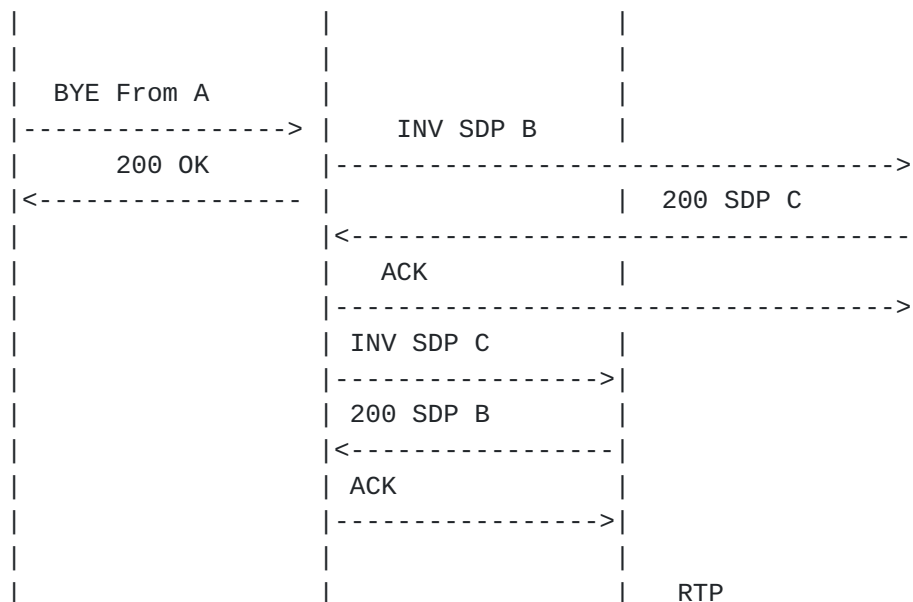 |                   |                  |
|                   |                  |
|  BYE From A       |                  |
|-----------------> |    INV SDP B     |
|      200 OK       |------------------------------------>
|<----------------- |                  |  200 SDP C
|                   |<------------------------------------
|                   |   ACK            |
|                   |------------------------------------>
|                   | INV SDP C        |
|                   |----------------->|
|                   | 200 SDP B        |
|                   |<-----------------|
|                   | ACK              |
|                   |----------------->|
|                   |                  |
|                   |                  |   RTP